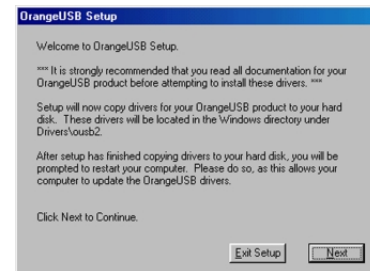 OrangeUSB Setup
Welcome to OrangeUSB Setup.
*** It is strongly recommended that you read all documentation for your
OrangeUSB product before attempting to install these drivers. ***
Setup will now copy drivers for your OrangeUSB product to your hard
disk. These drivers will be located in the Windows directory under
Drivers\ousb2.
After setup has finished copying drivers to your hard disk, you will be
prompted to restart your computer. Please do so, as this allows your
computer to update the OrangeUSB drivers.
Click Next to Continue.
Exit Setup Next